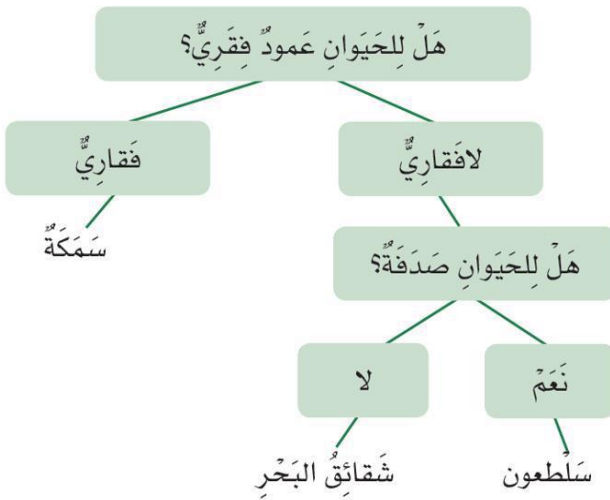 هَلْ لِلحَيَوانِ عَمودٌ فِقَرِيٌّ؟
لافَقارِيٌّ
فَقارِيٌّ
سَمَكَةٌ
هَلْ لِلحَيَوانِ صَدَفَةٌ؟
نَعَمْ
لا
سَلْطعون
شَقائِقُ البَحْرِ